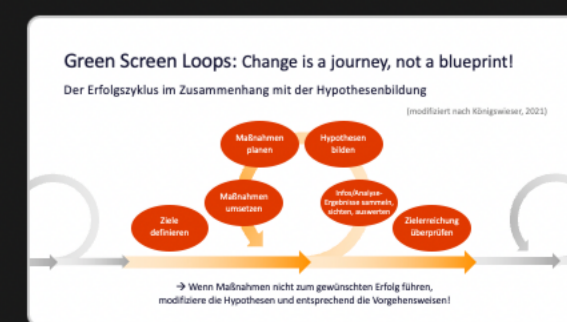 Green Screen Loops: Change is a journey, not a blueprint!
Der Erfolgszyklus im Zusammenhang mit der Hypothesenbildung
(modifiziert nach Königswieser, 2021)
Maßnahmen
planen
Hypothesen
bilden
Maßnahmen
umsetzen
Infos/Analyse-
Ergebnisse sammeln,
sichten, auswerten
Ziele
definieren
Zielerreichung
überprüfen
→ Wenn Maßnahmen nicht zum gewünschten Erfolg führen,
modifiziere die Hypothesen und entsprechend die Vorgehensweisen!